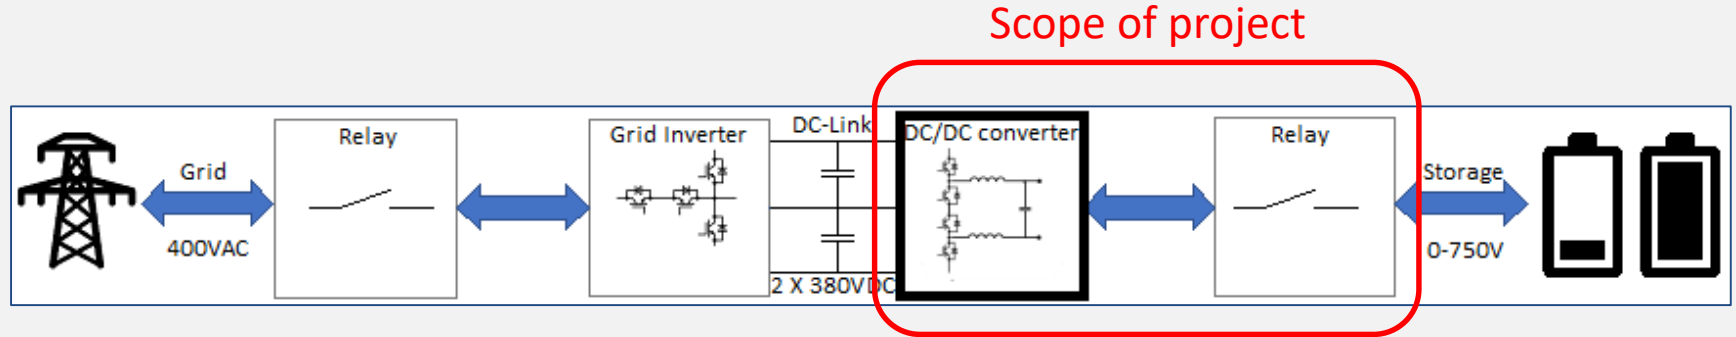 Scope of project
Grid
400VAC
Relay
Grid Inverter
DC-Link
2 X 380VDC
DC/DC converter
Relay
Storage
0-750V